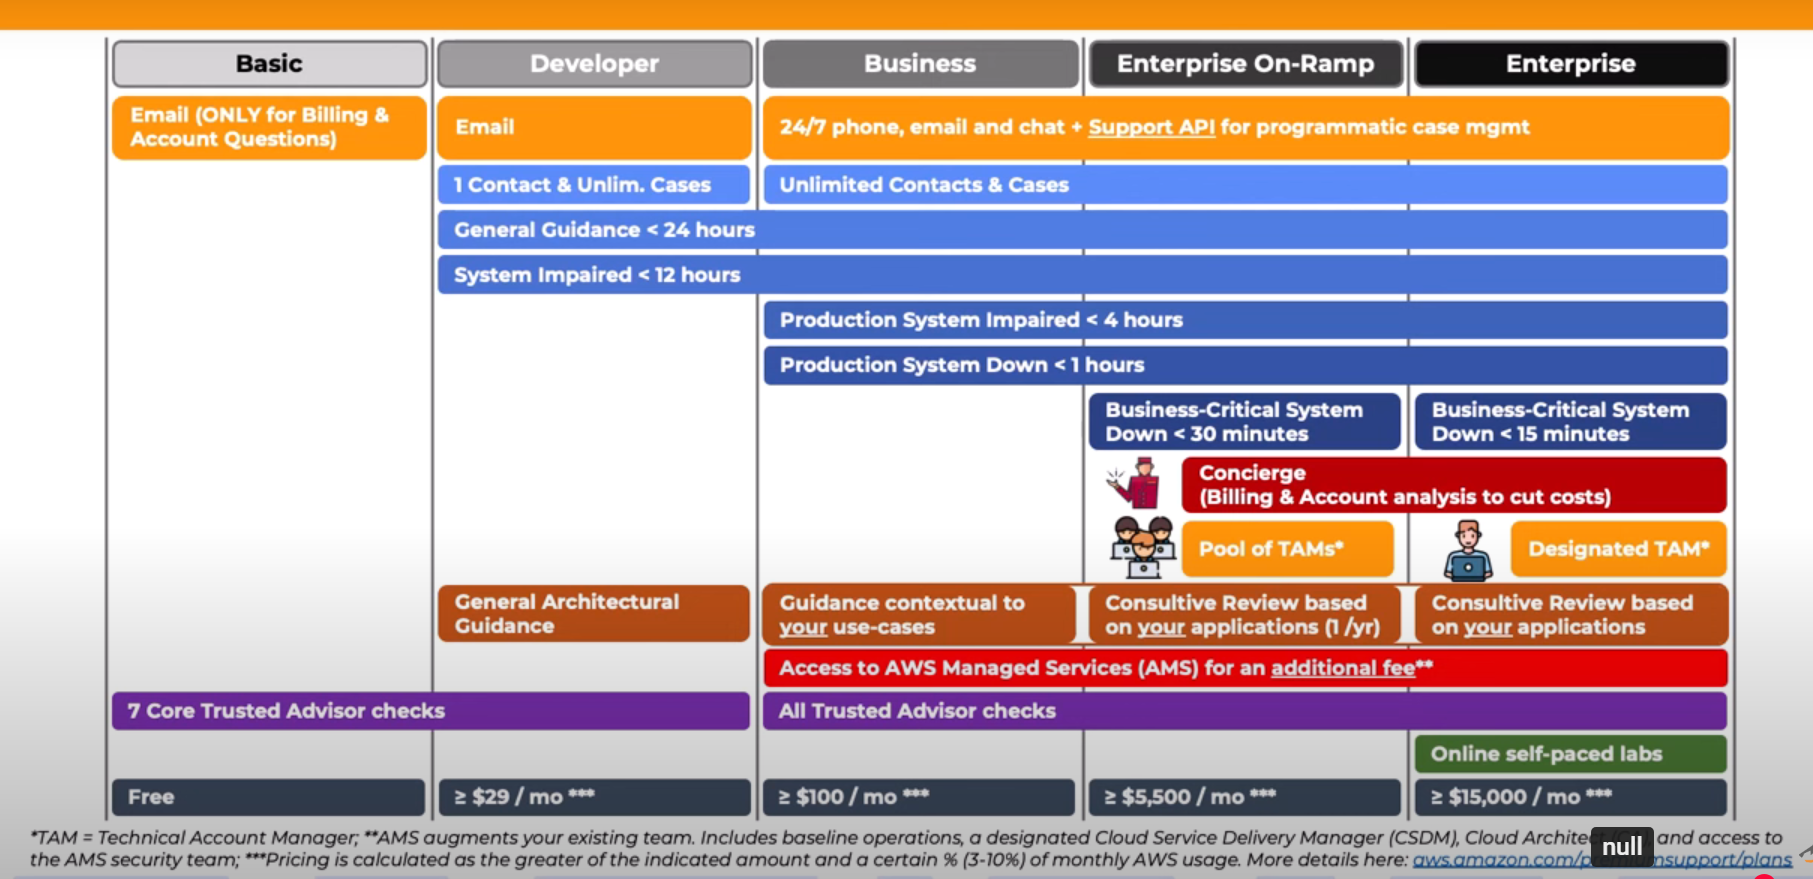 Basic
Developer
Business
Enterprise On-Ramp
Enterprise
Email (ONLY for Billing &
Account Questions)
Email
24/7 phone, email and chat + Support API for programmatic case mgmt
1 Contact & Unlim. Cases
Unlimited Contacts & Cases
General Guidance < 24 hours
System Impaired < 12 hours
Production System Impaired < 4 hours
Production System Down < 1 hours
Business-Critical System
Down < 30 minutes
Business-Critical System
Down < 15 minutes
Concierge
(Billing & Account analysis to cut costs)
Pool of TAMs*
Designated TAM*
General Architectural
Guidance
Guidance contextual to
your use-cases
Consultive Review based
on your applications (1 /yr)
Consultive Review based
on your applications
Access to AWS Managed Services (AMS) for an additional fee**
7 Core Trusted Advisor checks
All Trusted Advisor checks
Online self-paced labs
Free
≥ $29 / mo ***
≥ $100 / mo ***
≥ $5,500 / mo ***
≥ $15,000 / mo ***
*TAM = Technical Account Manager; **AMS augments your existing team. Includes baseline operations, a designated Cloud Service Delivery Manager (CSDM), Cloud Architect and access to
the AMS security team; ***Pricing is calculated as the greater of the indicated amount and a certain % (3-10%) of monthly AWS usage. More details here: aws.amazon.com/premiumsupport/plans
null